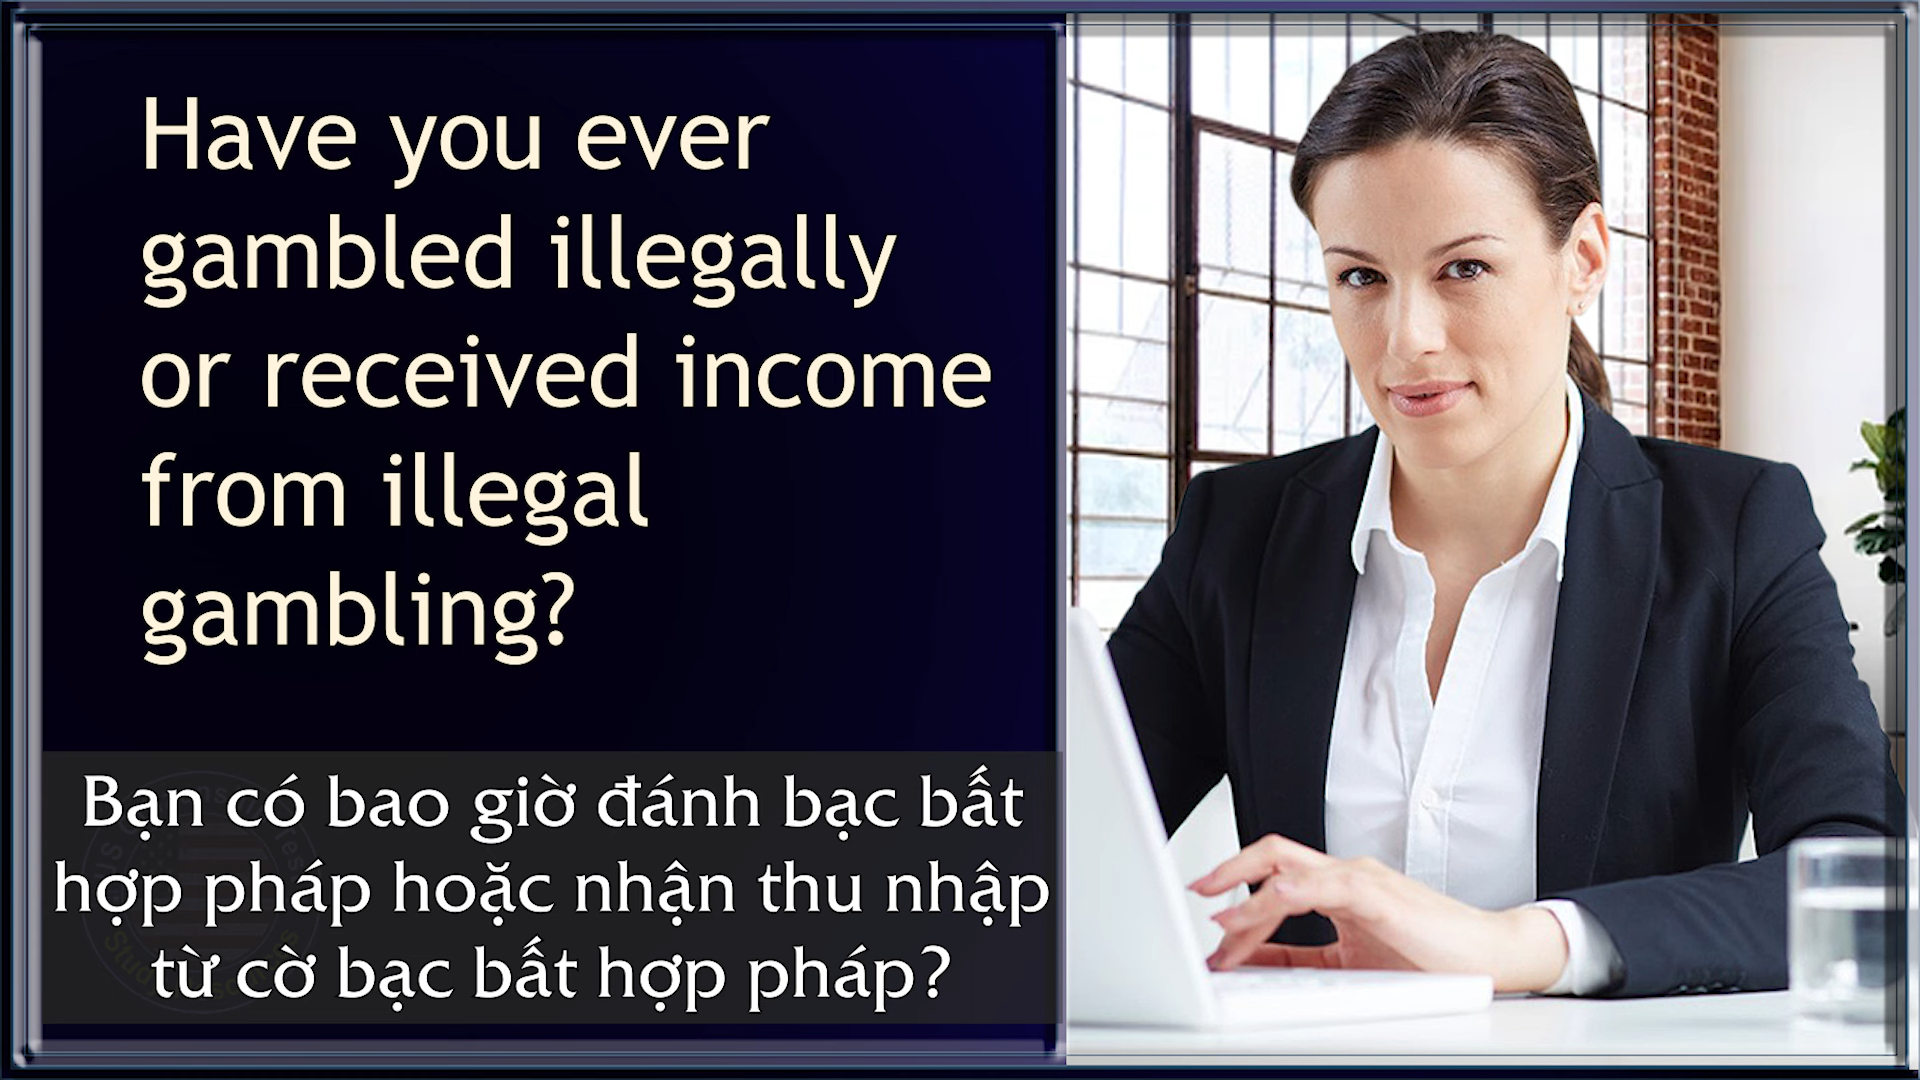 Have you ever
gambled illegally
or received income
from illegal
gambling?
Bạn có bao giờ đánh bạc bất
hợp pháp hoặc nhận thu nhập
từ cờ bạc bất hợp pháp?